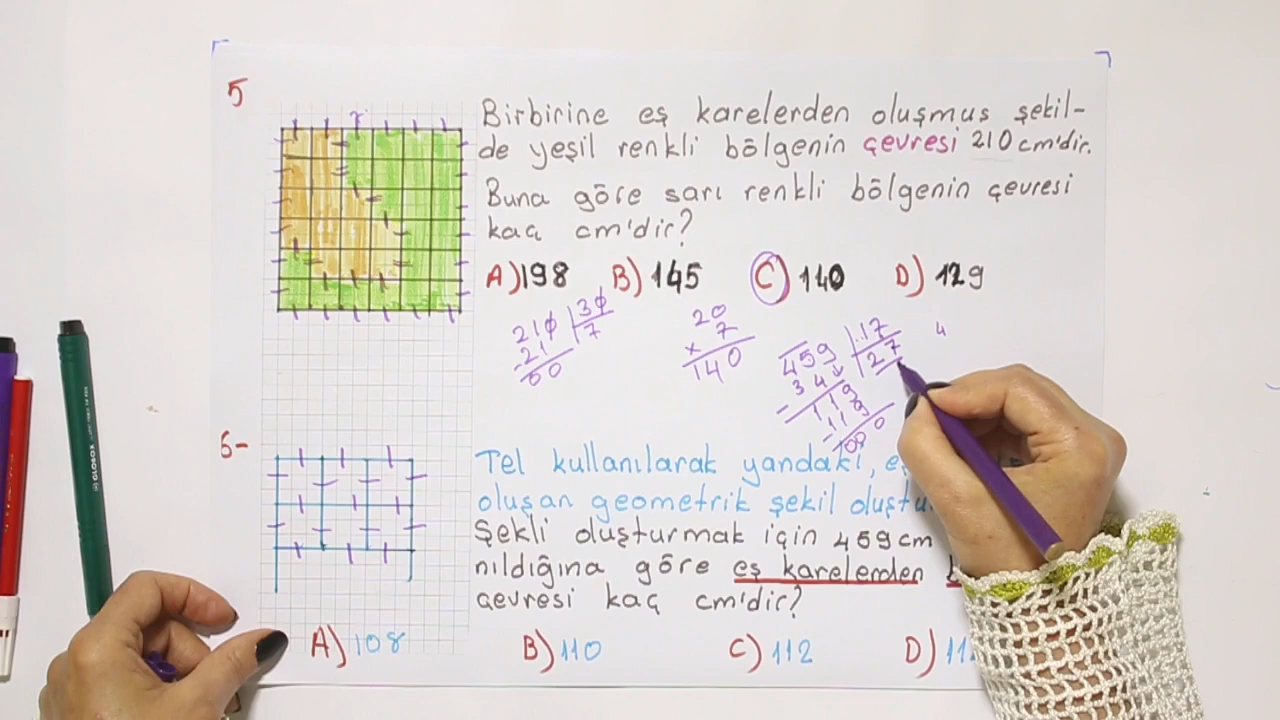 5
Birbirine eş karelerden oluşmuş şekil-
de yeşil renkli bölgenin çevresi 210 cm'dir.
Buna göre sarı renkli bölgenin çevresi
kaç cm'dir?
A) 198 B) 145 C) 140 D) 129
210 30
- 21 7
00
20
x 7
140
459 17
- 34 27
119
- 119
000
4
6-
Tel kullanılarak yandaki,
oluşan geometrik şekil
Şekli oluşturmak için 459 cm
nıldığına göre eş karelerden
çevresi kaç cm'dir?
A) 108 B) 110 C) 112 D)
GLOBOX